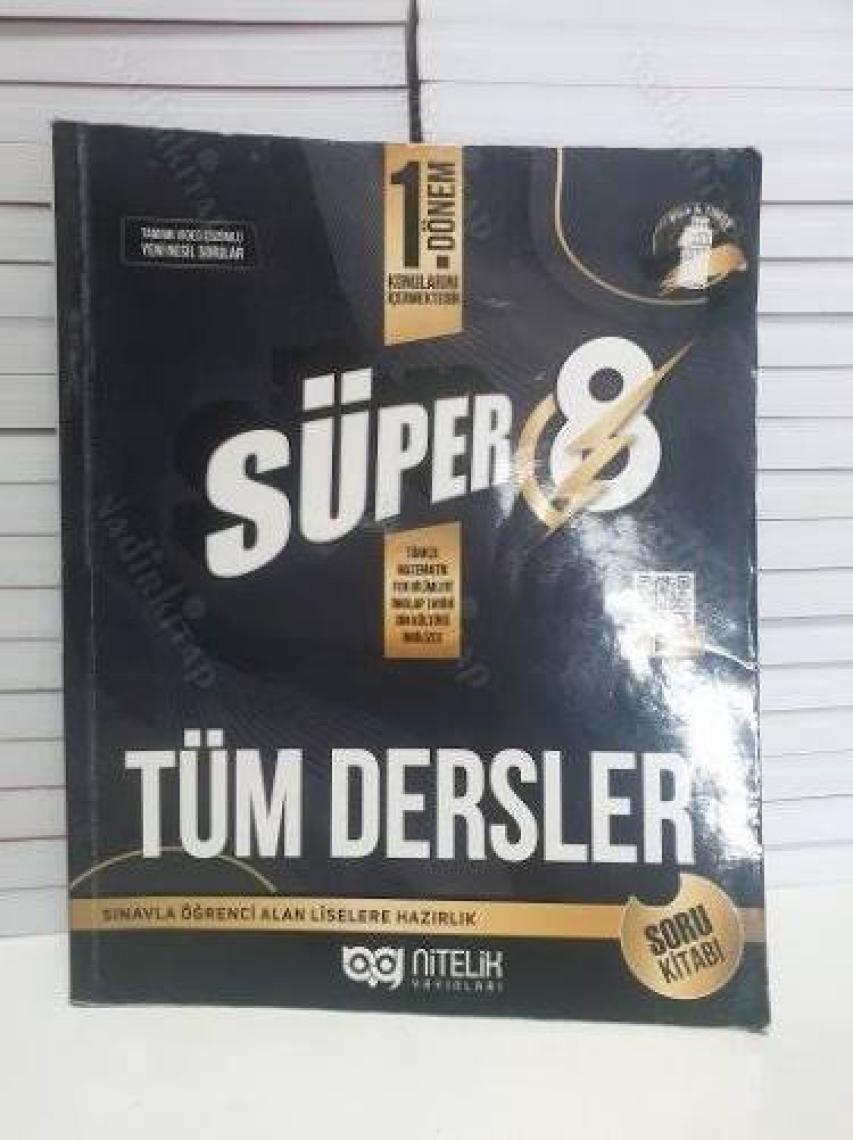 1. DÖNEM
KONULARINI
İÇERMEKTEDİR
TAMAMI VIDEO ÇÖZÜMLÜ
YENİ NESİL SORULAR
SÜPER 8
TÜRKÇE
MATEMATİK
FEN BİLİMLERİ
İNKILAP TARİHİ
DİN KÜLTÜRÜ
İNGİLİZCE
TÜM DERSLER
SINAVLA ÖĞRENCİ ALAN LİSELERE HAZIRLIK
SORU
KİTABI
NİTELİK
YAYINLARI
vadikitap